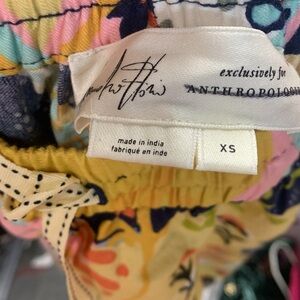 exclusively for
ANTHROPOLOGIE
made in india
fabriqué en inde
XS